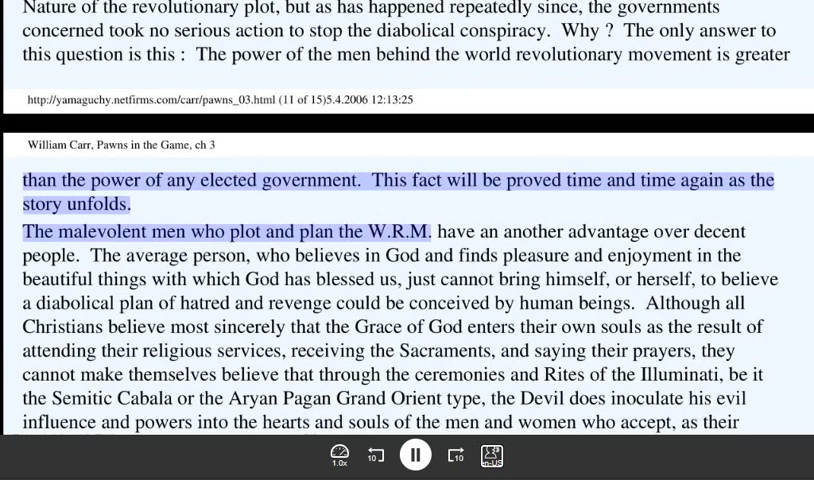 Nature of the revolutionary plot, but as has happened repeatedly since, the governments
concerned took no serious action to stop the diabolical conspiracy.  Why ?  The only answer to
this question is this :  The power of the men behind the world revolutionary movement is greater
http://yamaguchy.netfirms.com/carr/pawns_03.html (11 of 15)5.4.2006 12:13:25
William Carr, Pawns in the Game, ch 3
than the power of any elected government.  This fact will be proved time and time again as the
story unfolds.
The malevolent men who plot and plan the W.R.M. have an another advantage over decent
people.  The average person, who believes in God and finds pleasure and enjoyment in the
beautiful things with which God has blessed us, just cannot bring himself, or herself, to believe
a diabolical plan of hatred and revenge could be conceived by human beings.  Although all
Christians believe most sincerely that the Grace of God enters their own souls as the result of
attending their religious services, receiving the Sacraments, and saying their prayers, they
cannot make themselves believe that through the ceremonies and Rites of the Illuminati, be it
the Semitic Cabala or the Aryan Pagan Grand Orient type, the Devil does inoculate his evil
influence and powers into the hearts and souls of the men and women who accept, as their
1.0x 10 10 en-US